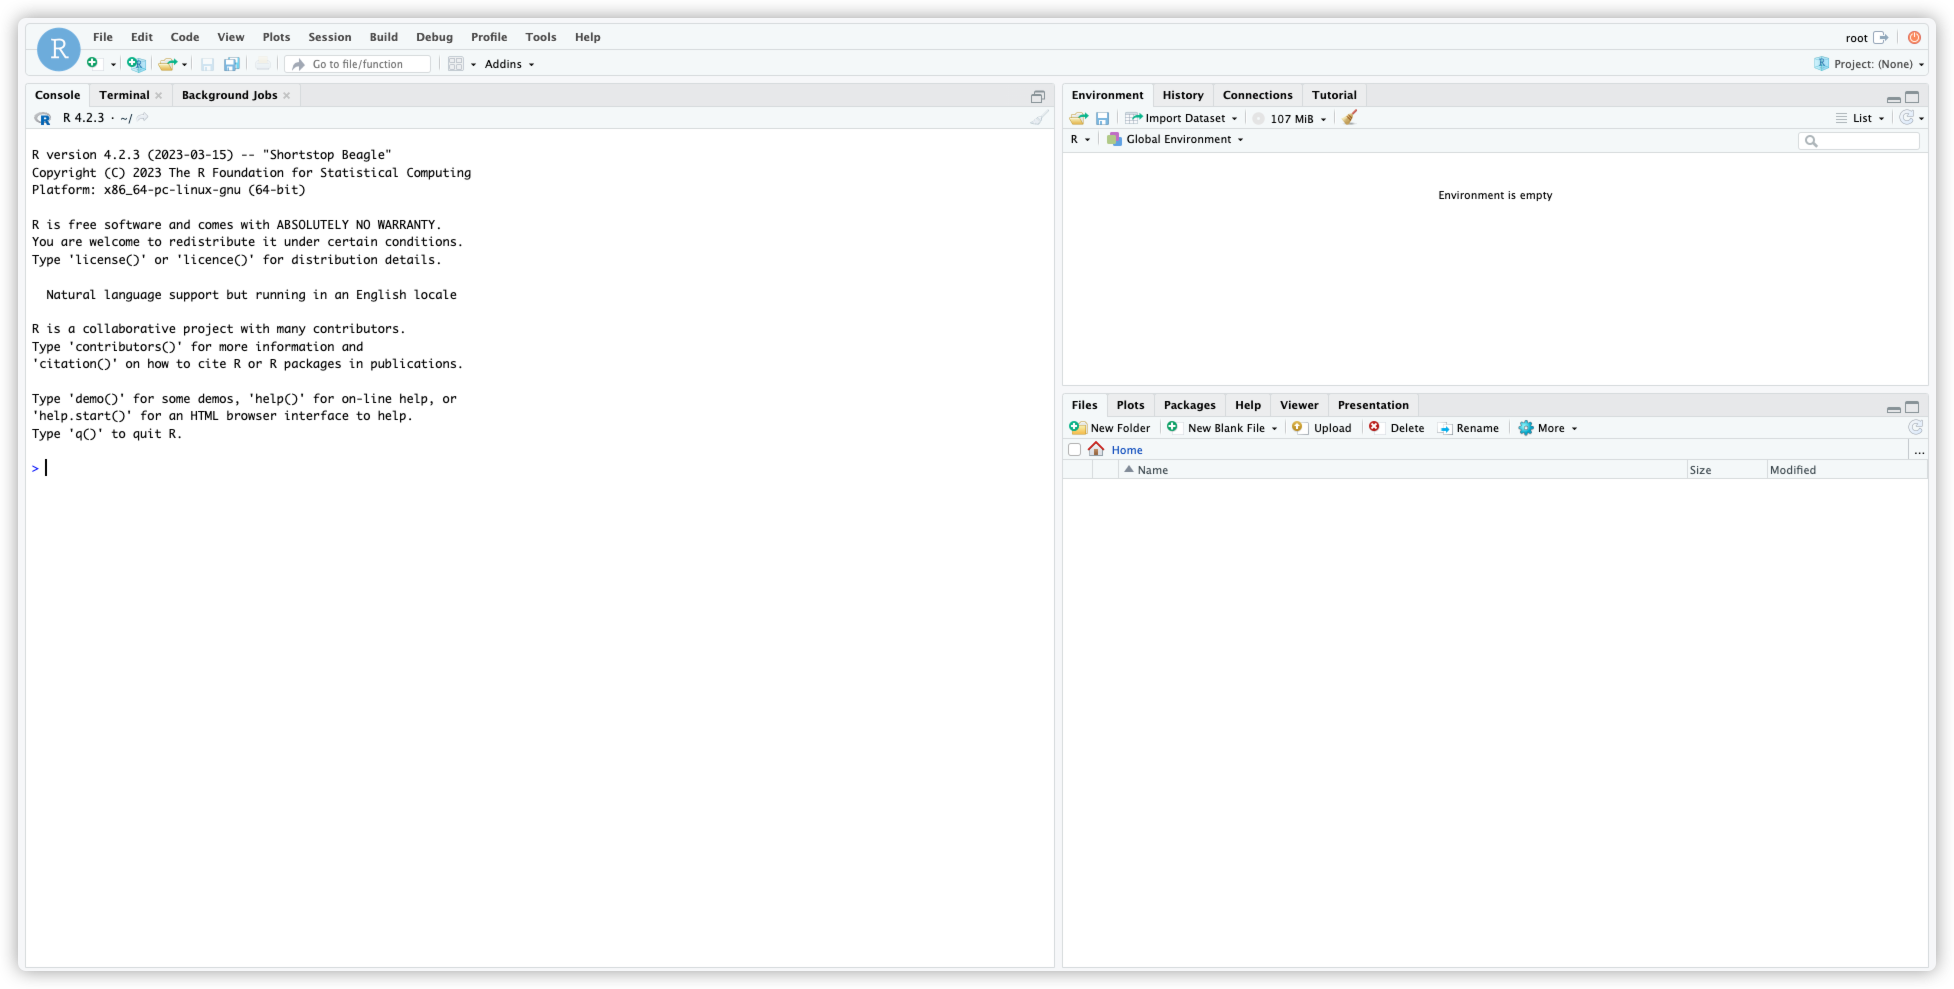 R
File Edit Code View Plots Session Build Debug Profile Tools Help
root
Go to file/function
Addins
Project: (None)
Console Terminal Background Jobs
R 4.2.3 · ~/
R version 4.2.3 (2023-03-15) -- "Shortstop Beagle"
Copyright (C) 2023 The R Foundation for Statistical Computing
Platform: x86_64-pc-linux-gnu (64-bit)
R is free software and comes with ABSOLUTELY NO WARRANTY.
You are welcome to redistribute it under certain conditions.
Type 'license()' or 'licence()' for distribution details.
Natural language support but running in an English locale
R is a collaborative project with many contributors.
Type 'contributors()' for more information and
'citation()' on how to cite R or R packages in publications.
Type 'demo()' for some demos, 'help()' for on-line help, or
'help.start()' for an HTML browser interface to help.
Type 'q()' to quit R.
>
Environment History Connections Tutorial
Import Dataset 107 MiB List
R Global Environment
Environment is empty
Files Plots Packages Help Viewer Presentation
New Folder New Blank File Upload Delete Rename More
Home ...
Name Size Modified